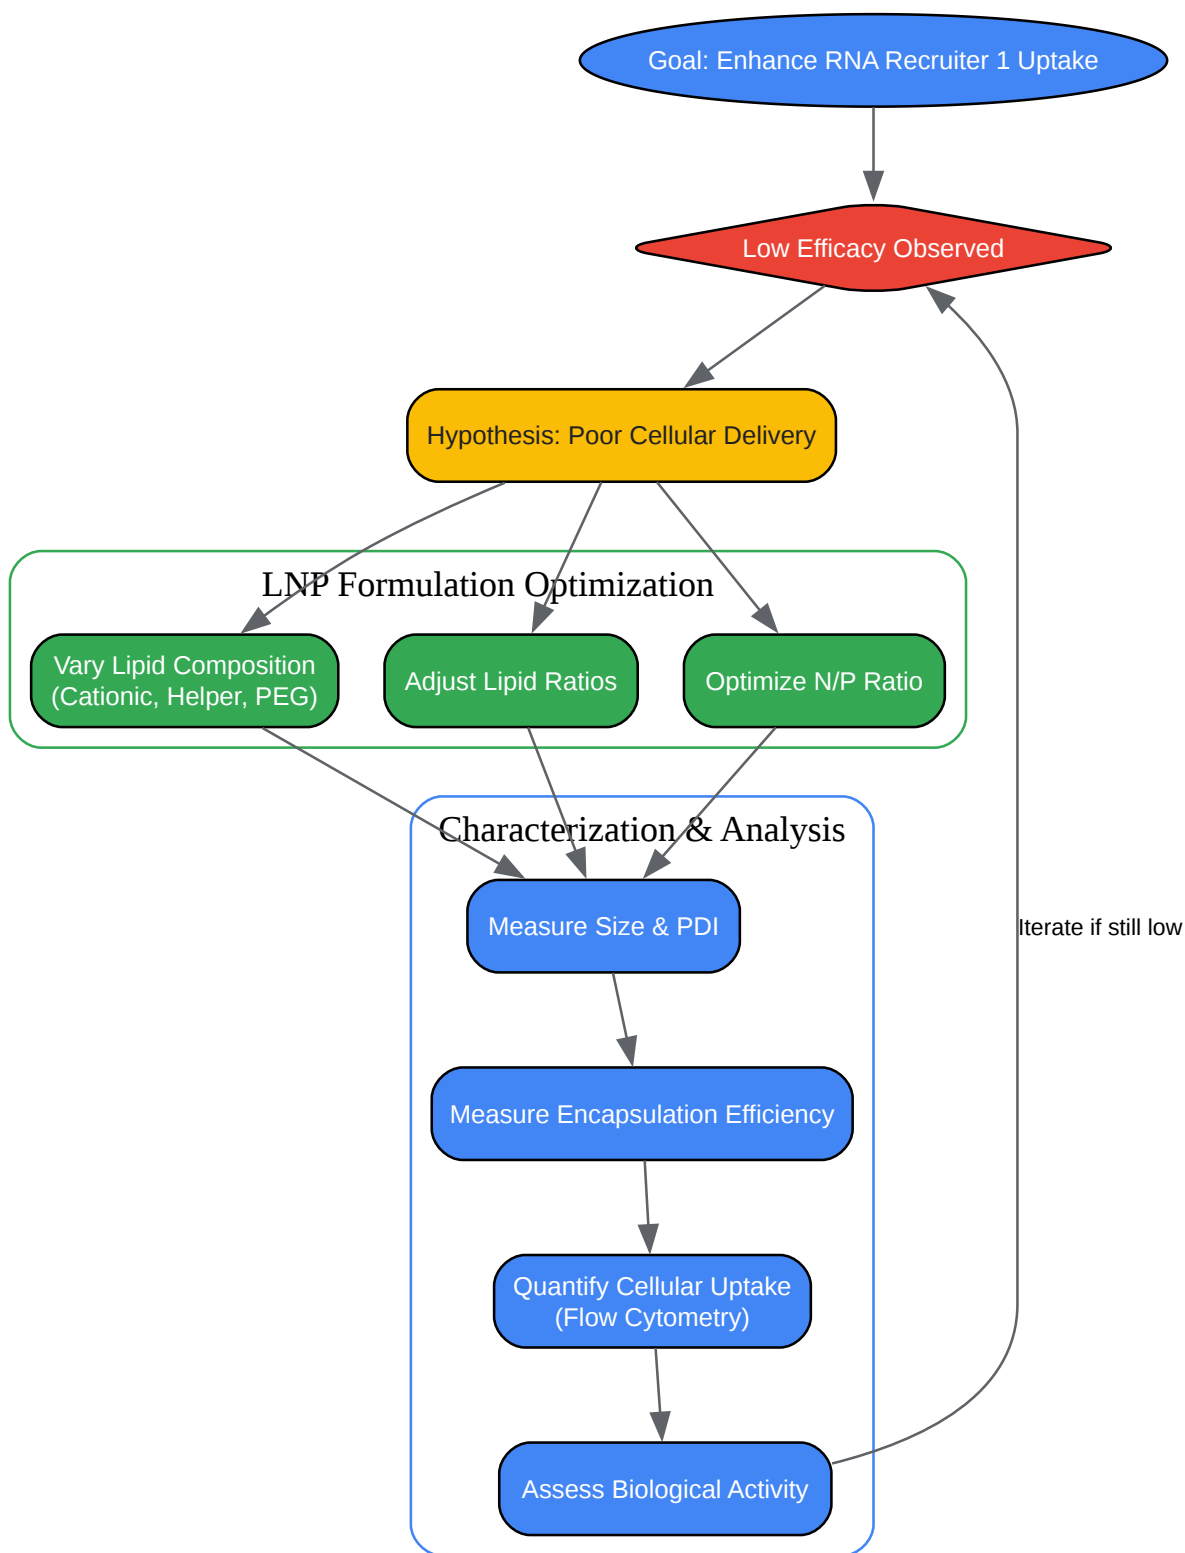 Goal: Enhance RNA Recruiter 1 Uptake
Low Efficacy Observed
Hypothesis: Poor Cellular Delivery
LNP Formulation Optimization
Vary Lipid Composition
(Cationic, Helper, PEG)
Adjust Lipid Ratios
Optimize N/P Ratio
Characterization & Analysis
Measure Size & PDI
Iterate if still low
Measure Encapsulation Efficiency
Quantify Cellular Uptake
(Flow Cytometry)
Assess Biological Activity